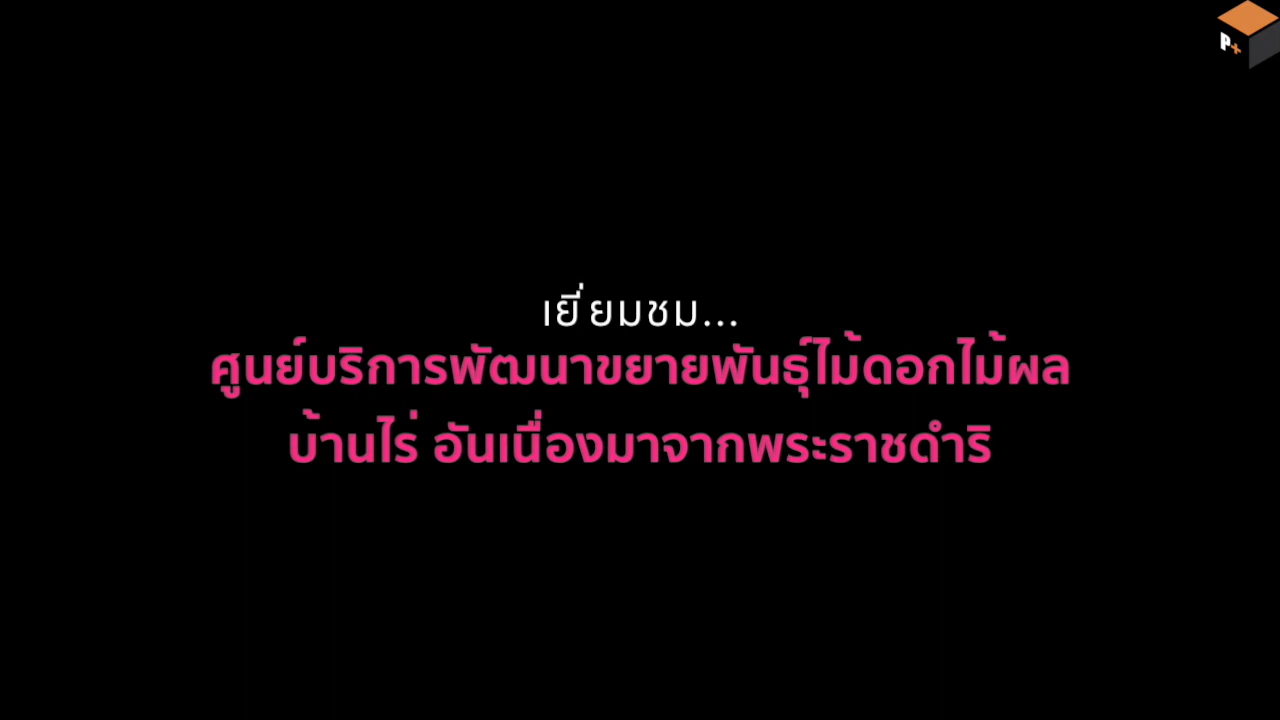 P+
เยี่ยมชม...
ศูนย์บริการพัฒนาขยายพันธุ์ไม้ดอกไม้ผล
บ้านไร่ อันเนื่องมาจากพระราชดำริ